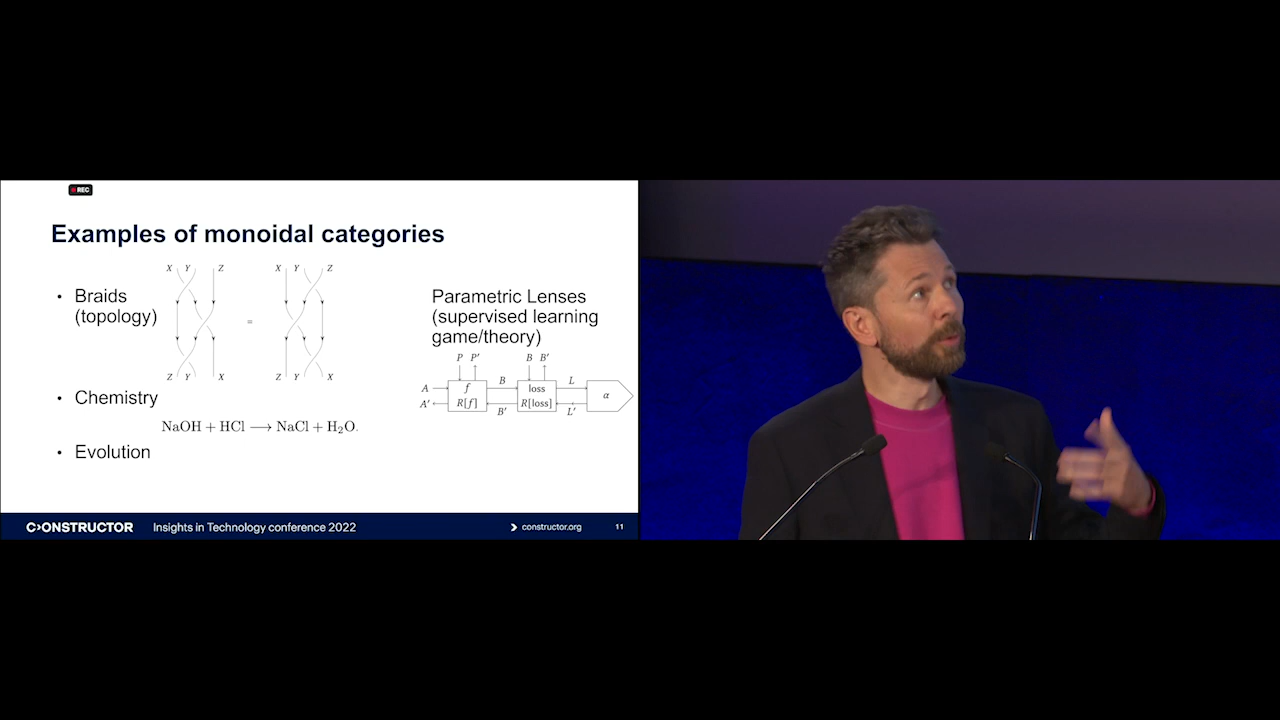 REC
Examples of monoidal categories
X Y Z X Y Z
• Braids
(topology)
=
Z Y X Z Y X
• Chemistry
NaOH + HCl ⟶ NaCl + H₂O.
• Evolution
Parametric Lenses
(supervised learning
game/theory)
P P′ B B′
A f B loss L α
A′ R[f] B′ R[loss] L′
CONSTRUCTOR Insights in Technology conference 2022 constructor.org 11